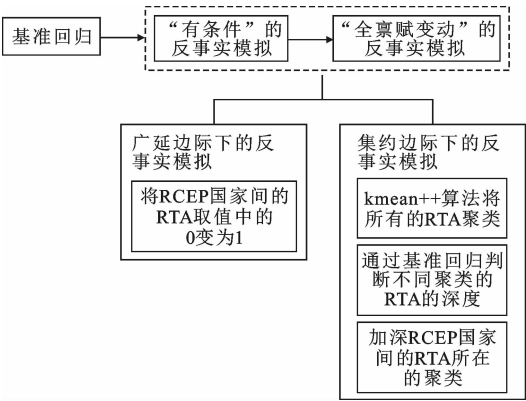 基准回归
“有条件”的
反事实模拟
“全禀赋变动”的
反事实模拟
广延边际下的反
事实模拟
将RCEP国家间的
RTA取值中的
0变为1
集约边际下的反
事实模拟
kmean++算法将
所有的RTA聚类
通过基准回归判
断不同聚类的
RTA的深度
加深RCEP国家
间的RTA所在
的聚类